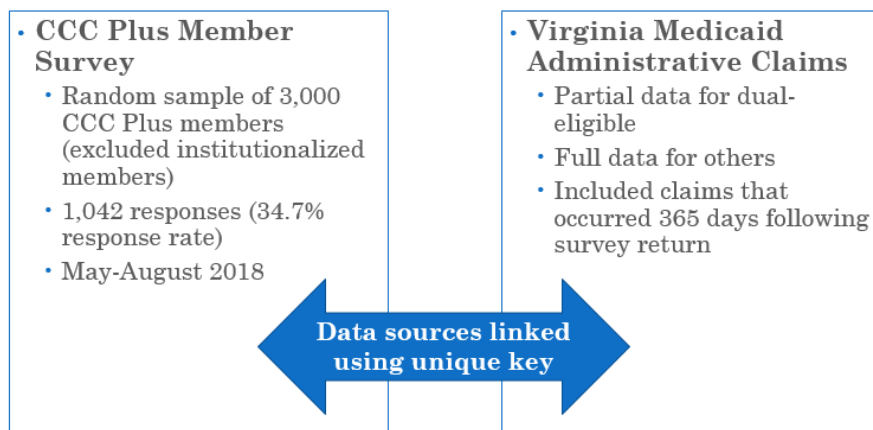 • CCC Plus Member
Survey
• Random sample of 3,000
CCC Plus members
(excluded institutionalized
members)
• 1,042 responses (34.7%
response rate)
• May-August 2018
• Virginia Medicaid
Administrative Claims
• Partial data for dual-
eligible
• Full data for others
• Included claims that
occurred 365 days following
survey return
Data sources linked
using unique key